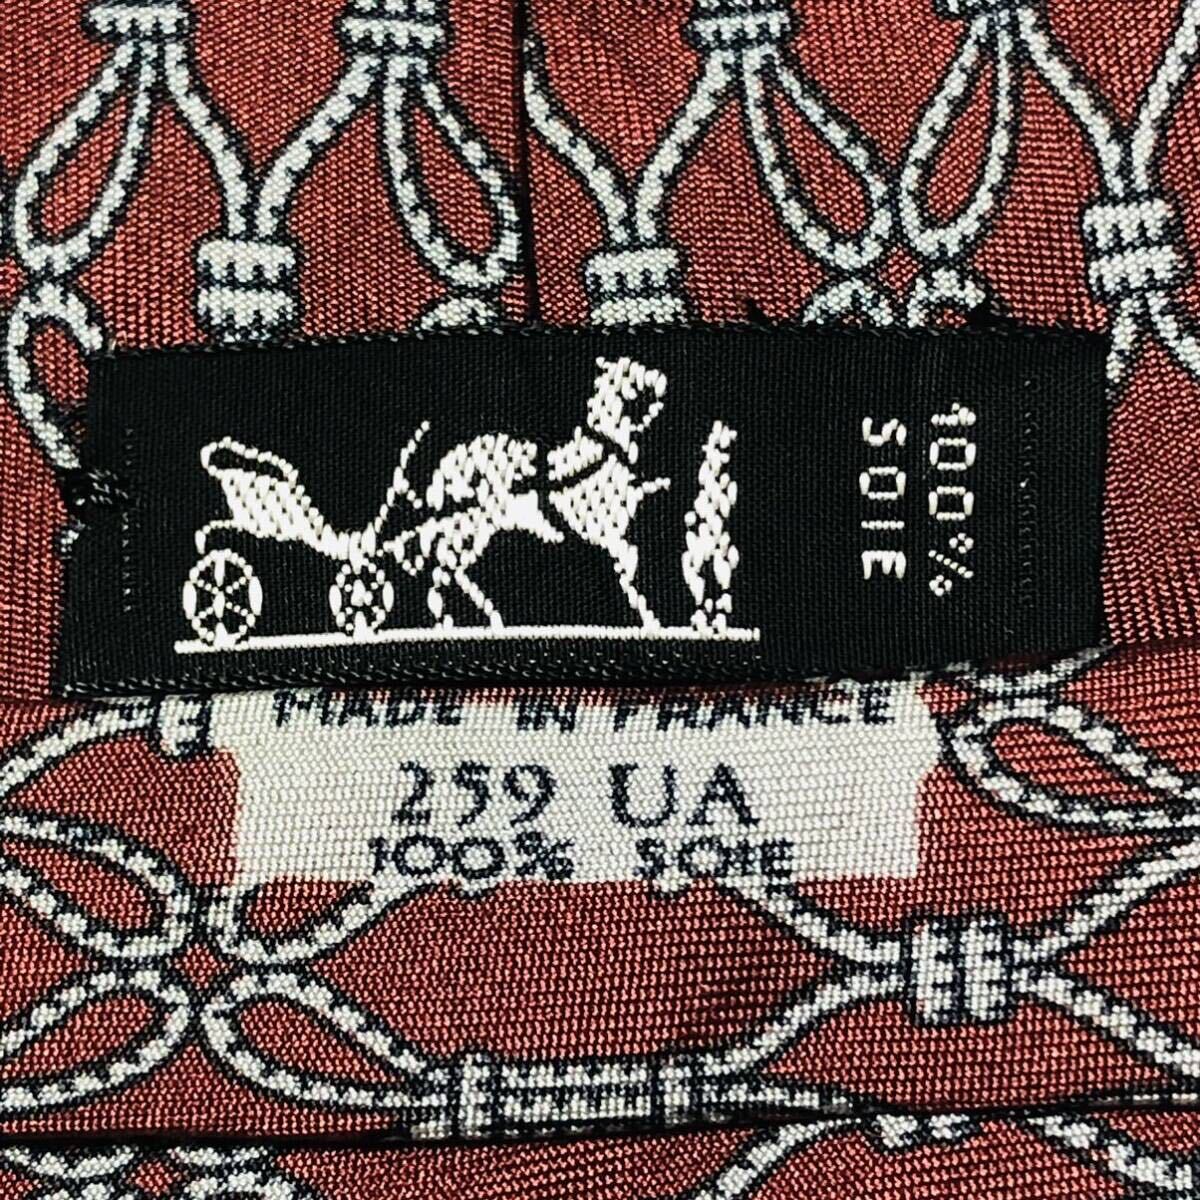 100%
SOIE
MADE IN FRANCE
259 UA
100% SOIE